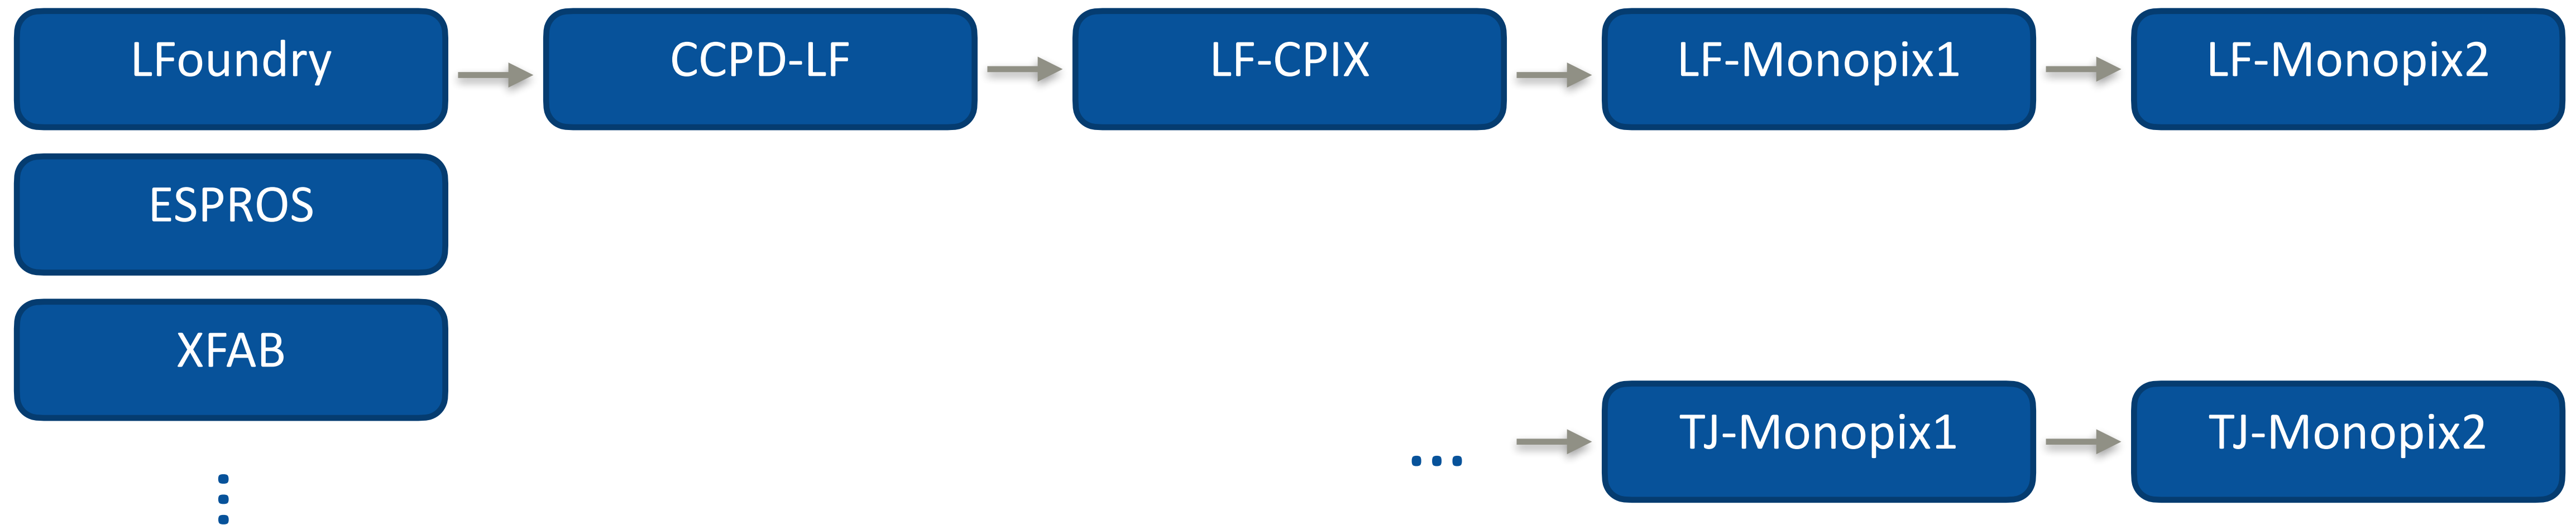 LFoundry
CCPD-LF
LF-CPIX
LF-Monopix1
LF-Monopix2
ESPROS
XFAB
...
TJ-Monopix1
TJ-Monopix2